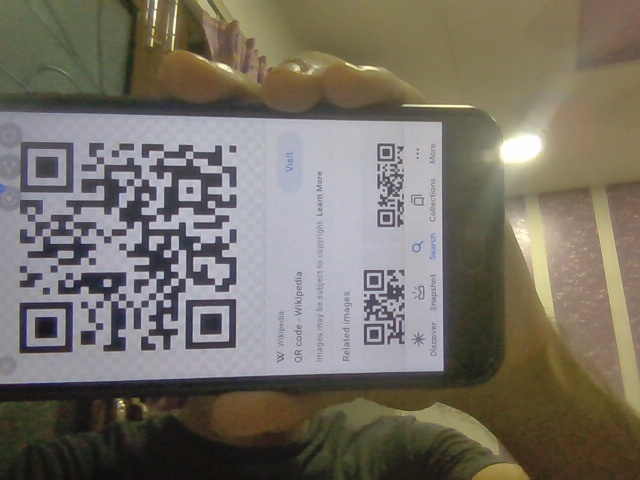 Visit
W Wikipedia
QR code - Wikipedia
Images may be subject to copyright. Learn More
Related images
Discover
Snapshot
Search
Collections
More